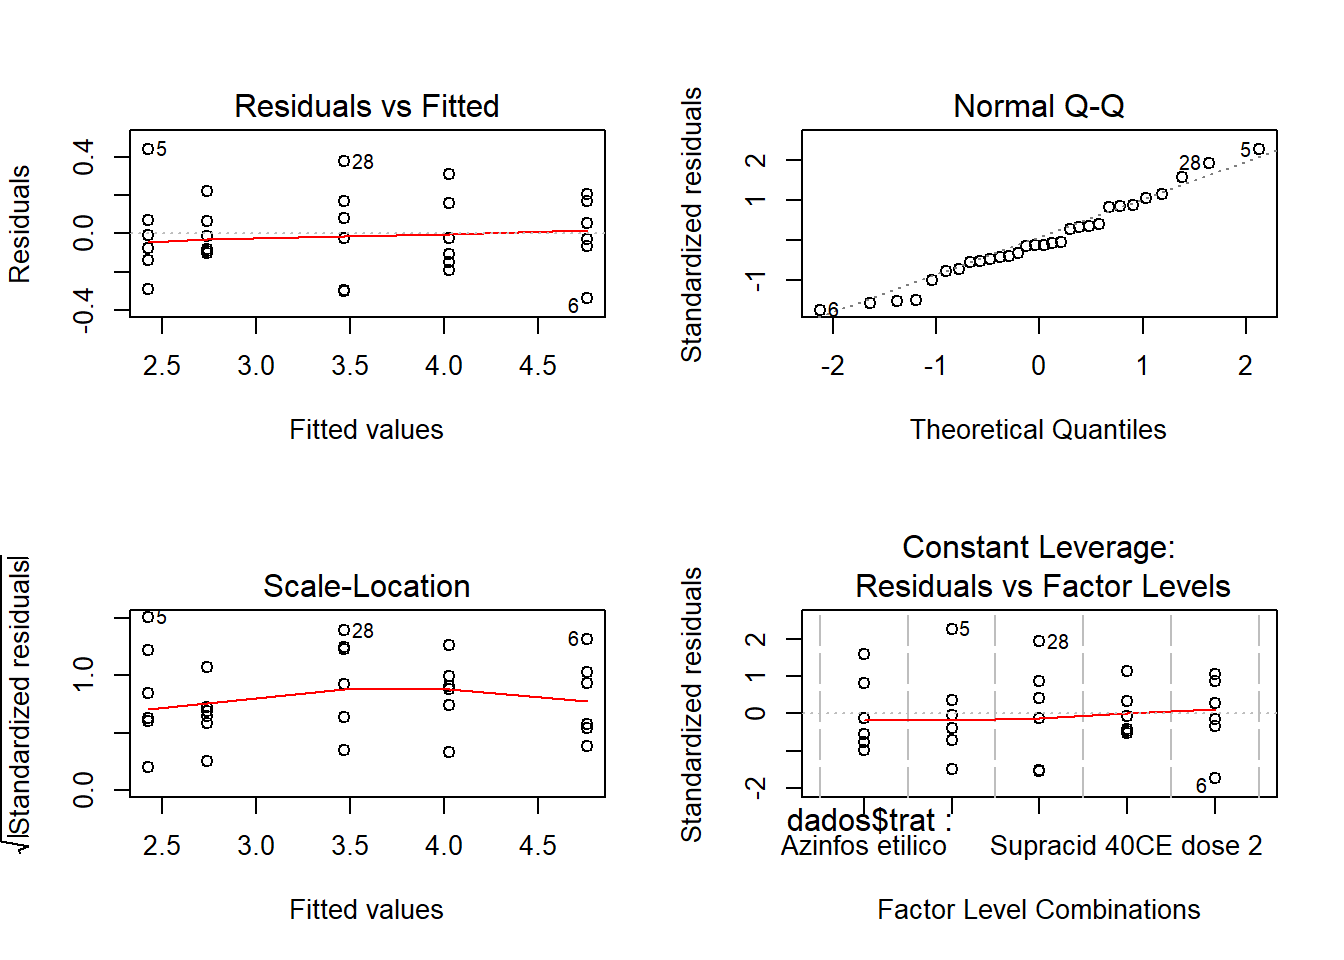 Residuals vs Fitted
Residuals
0.4
0.0
-0.4
5
28
6
2.5 3.0 3.5 4.0 4.5
Fitted values
Normal Q-Q
Standardized residuals
2
1
-1
28
5
6
-2 -1 0 1 2
Theoretical Quantiles
Scale-Location
√|Standardized residuals|
1.0
0.0
5
28
6
2.5 3.0 3.5 4.0 4.5
Fitted values
Constant Leverage:
Residuals vs Factor Levels
Standardized residuals
2
1
0
-2
5
28
6
dados$trat :
Azinfos etilico Supracid 40CE dose 2
Factor Level Combinations